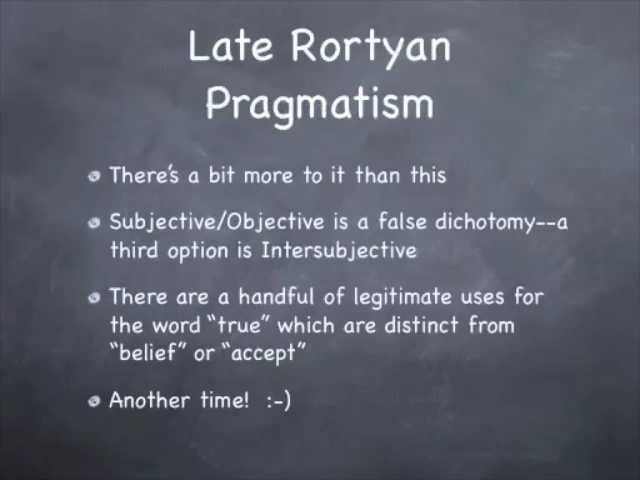 Late Rortyan
Pragmatism
There's a bit more to it than this
Subjective/Objective is a false dichotomy--a
third option is Intersubjective
There are a handful of legitimate uses for
the word “true” which are distinct from
“belief” or “accept”
Another time!  :-)